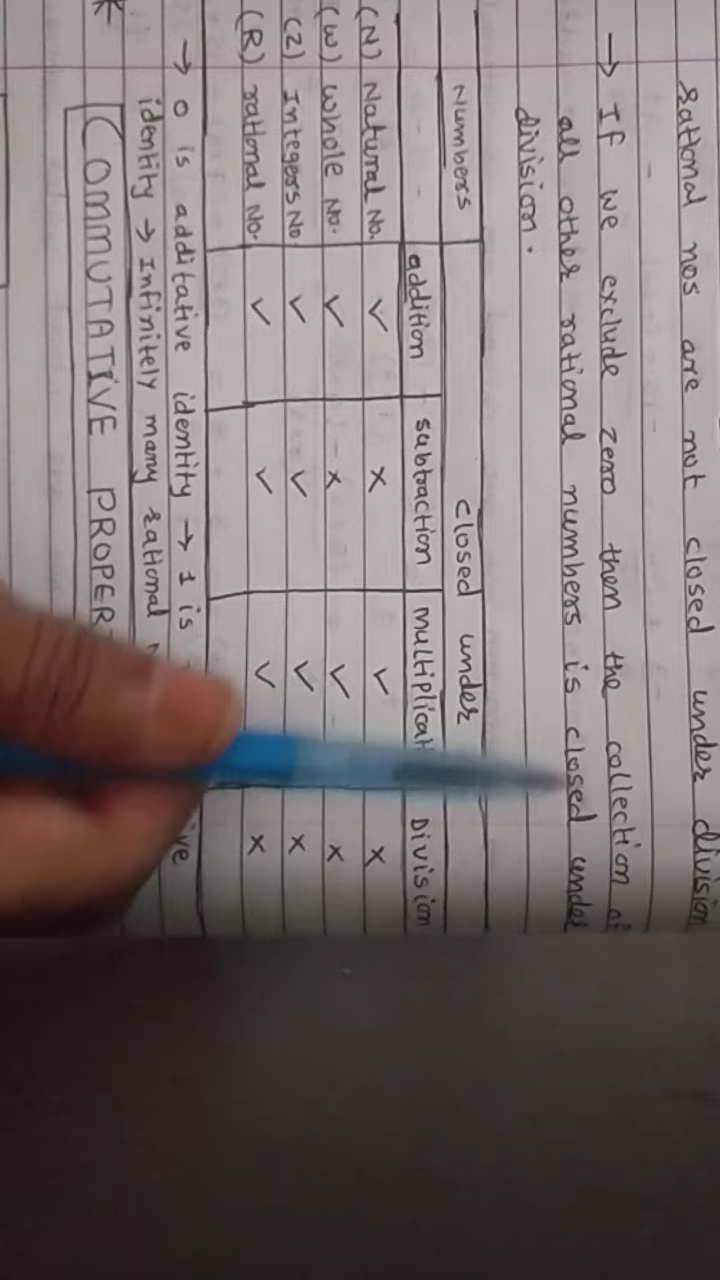 rational nos are not closed under division
→ If we exclude zero then the collection of
all other rational numbers is closed under
division.
Numbers closed under
addition subtraction multiplicat Division
(N) Natural No. ✓ x ✓ x
(W) Whole No. ✓ x ✓ x
(Z) Integers No. ✓ ✓ ✓ x
(R) rational No. ✓ ✓ ✓ x
→ 0 is additative identity → 1 is ive
identity → Infinitely many rational
COMMUTATIVE PROPER